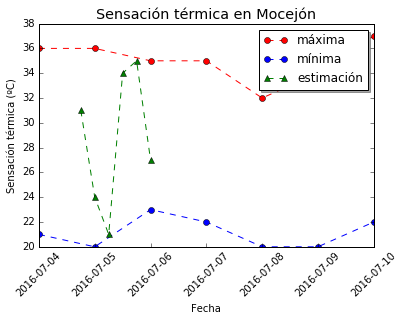 Sensación térmica en Mocejón
Sensación térmica (ºC)
38
36
34
32
30
28
26
24
22
20
máxima
mínima
estimación
2016-07-04
2016-07-05
2016-07-06
2016-07-07
2016-07-08
2016-07-09
2016-07-10
Fecha